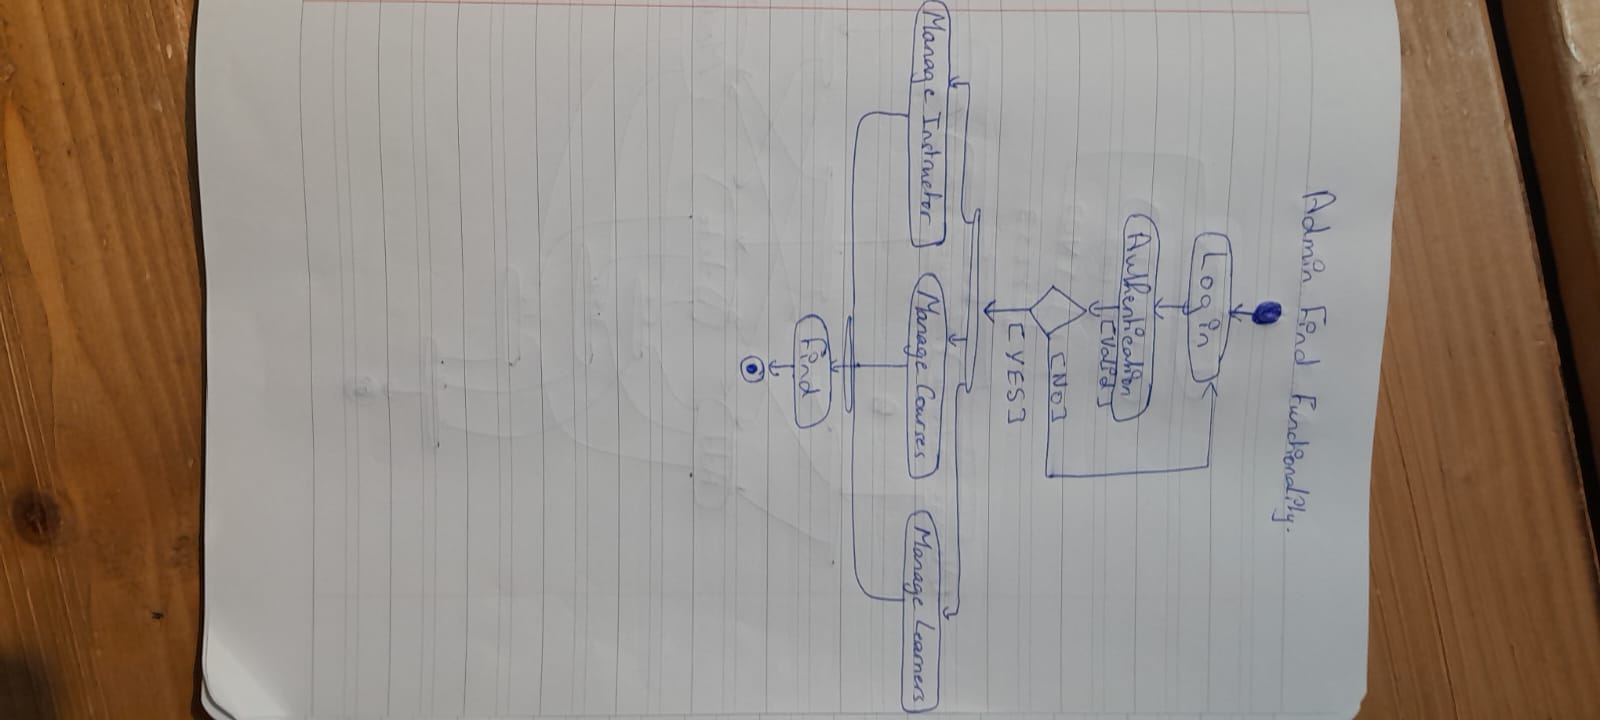 Admin Find Functionality.
Login
Authentication
[Valid]
[NO]
[YES]
Manage Instructor Manage Courses Manage Learners
Find